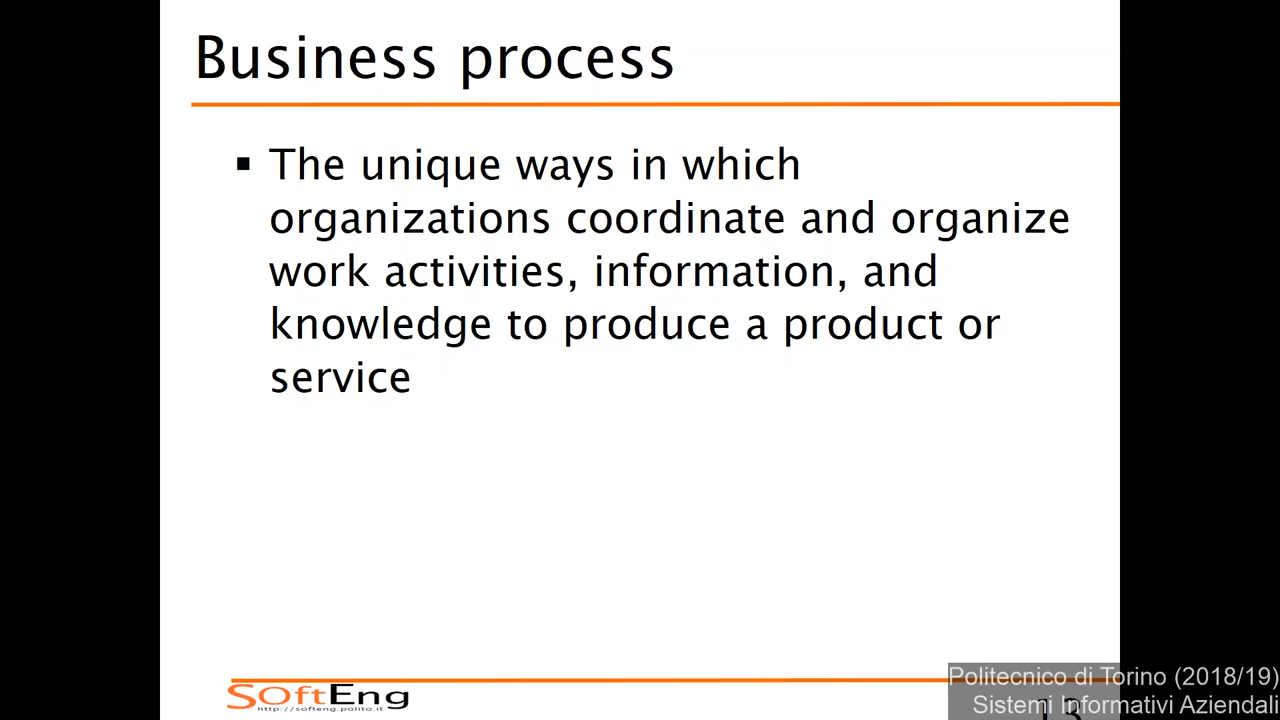 Business process
▪ The unique ways in which
organizations coordinate and organize
work activities, information, and
knowledge to produce a product or
service
SoftEng
http://softeng.polito.it
Politecnico di Torino (2018/19)
Sistemi Informativi Aziendali
13